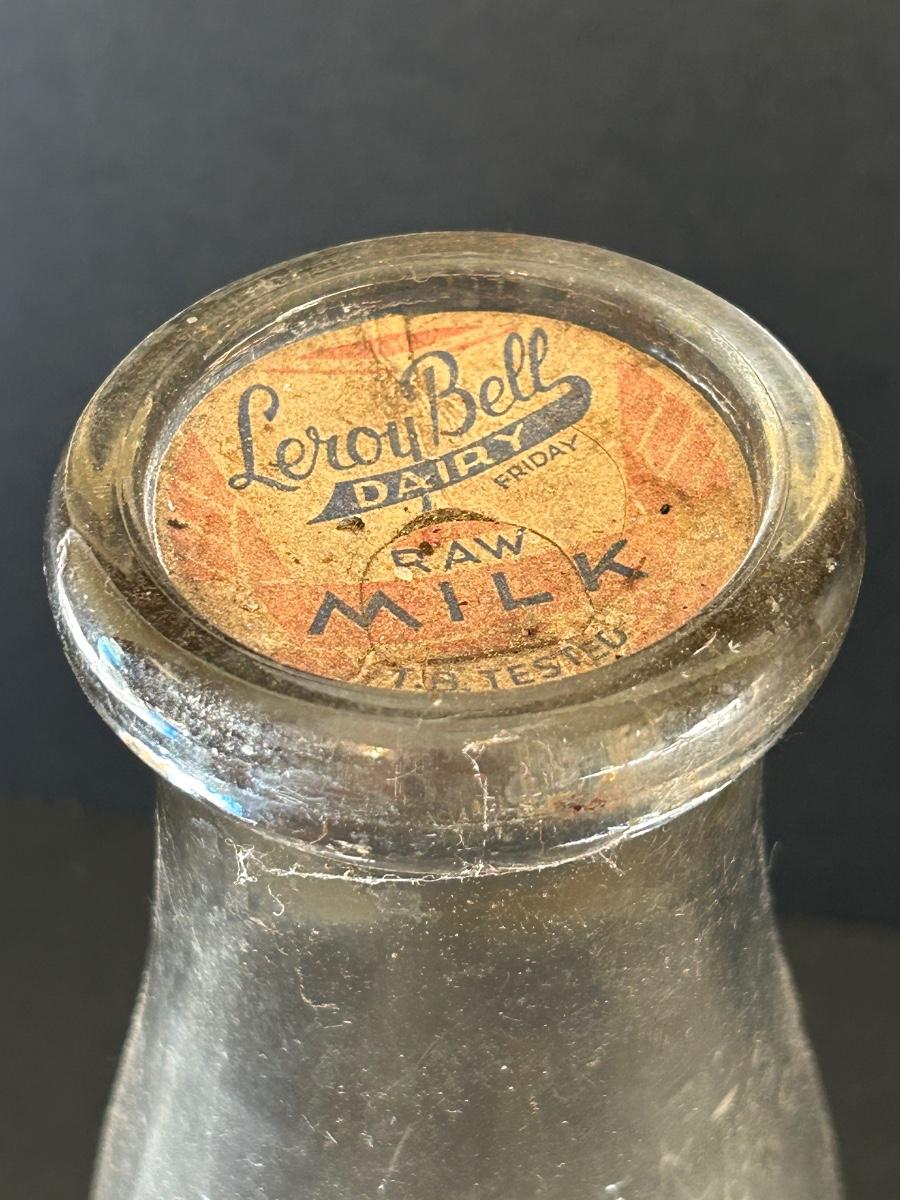 Leroy Bell
DAIRY
FRIDAY
RAW
MILK
T.B. TESTED